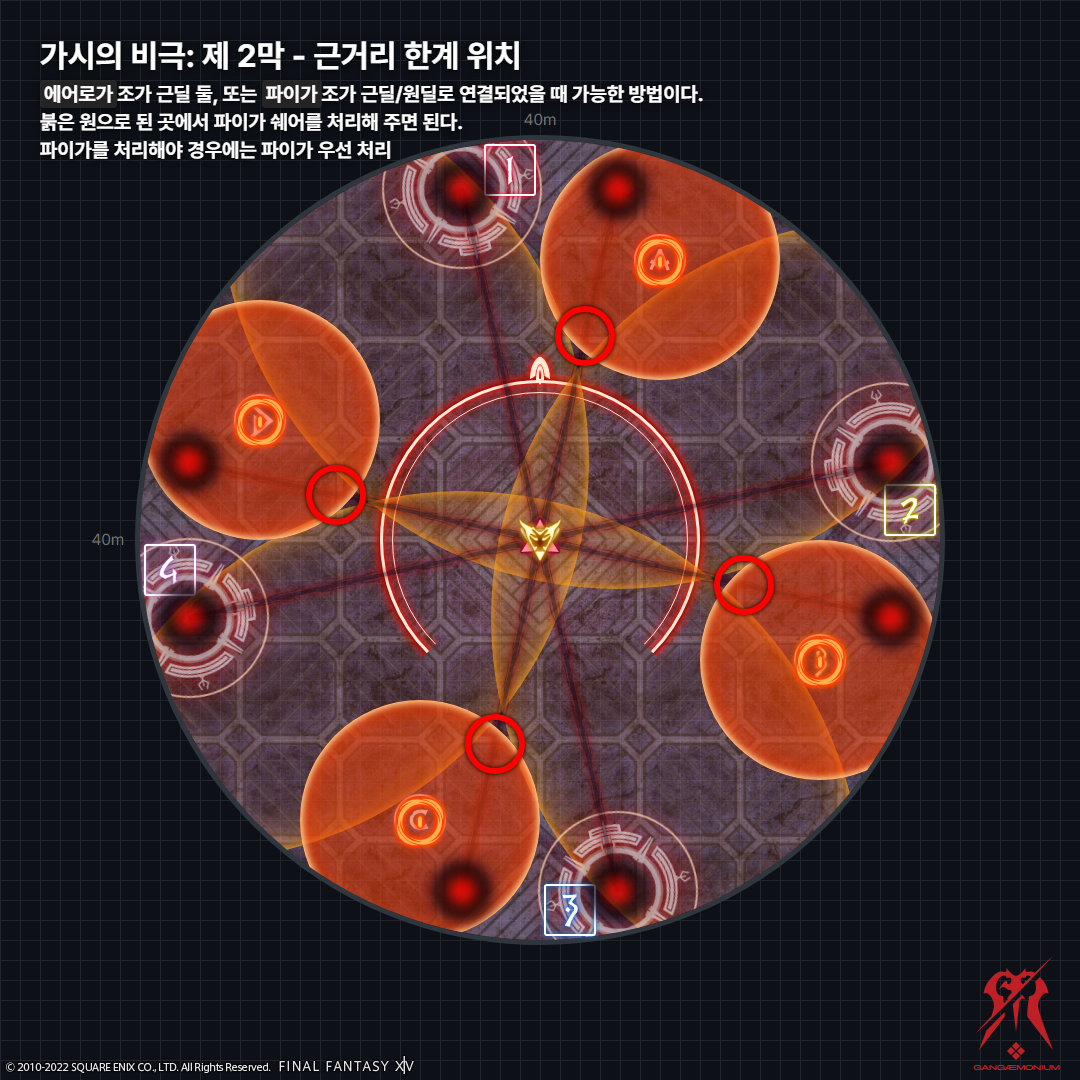 가시의 비극: 제 2막 - 근거리 한계 위치
에어로가 조가 근딜 둘, 또는 파이가 조가 근딜/원딜로 연결되었을 때 가능한 방법이다.
붉은 원으로 된 곳에서 파이가 쉐어를 처리해 주면 된다.
파이가를 처리해야 경우에는 파이가 우선 처리
40m
1
A
D
2
40m
4
B
C
3
GANGÆMONIUM
© 2010-2022 SQUARE ENIX CO., LTD. All Rights Reserved. FINAL FANTASY XIV